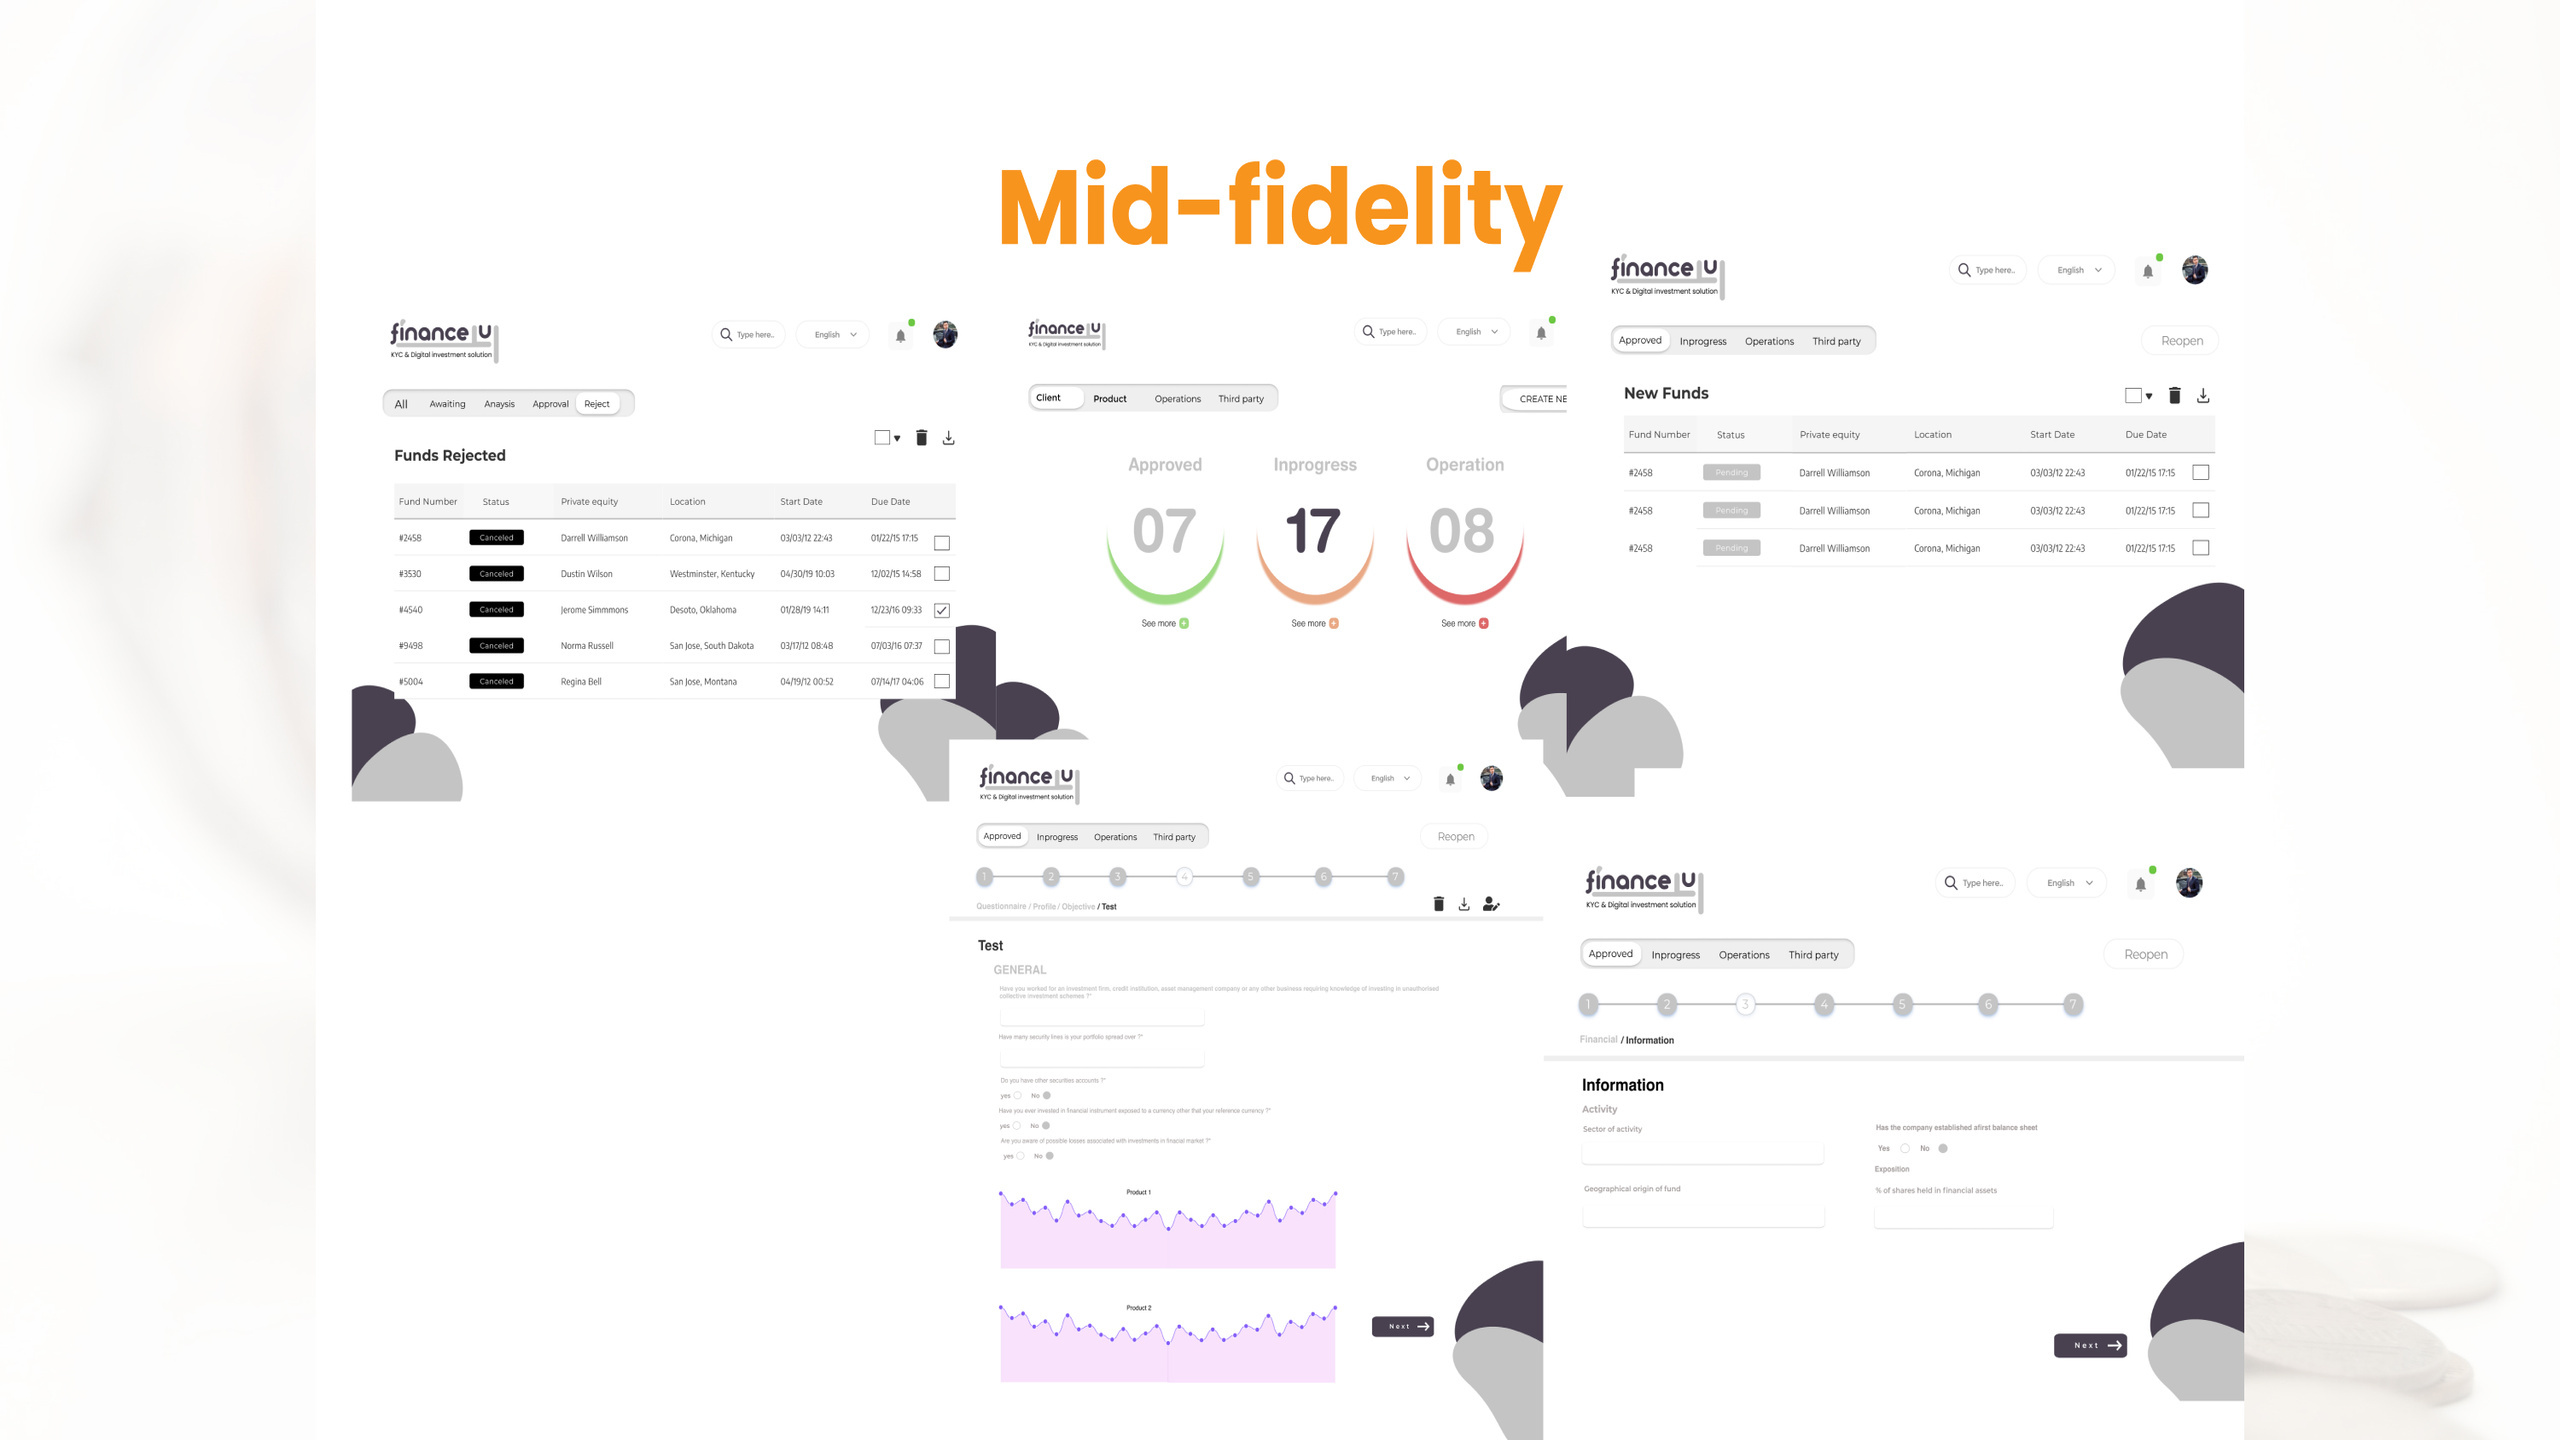 Mid-fidelity
finance U
KYC & Digital investment solution
Type here..
English
All Awaiting Anaysis Approval Reject
Funds Rejected
Fund Number Status Private equity Location Start Date Due Date
#2458 Canceled Darrell Williamson Corona, Michigan 03/03/12 22:43 01/22/15 17:15
#3530 Canceled Dustin Wilson Westminster, Kentucky 04/30/19 10:03 12/02/15 14:58
#4540 Canceled Jerome Simmmons Desoto, Oklahoma 01/28/19 14:11 12/23/16 09:33
#9498 Canceled Norma Russell San Jose, South Dakota 03/17/12 08:48 07/03/16 07:37
#5004 Canceled Regina Bell San Jose, Montana 04/19/12 00:52 07/14/17 04:06
finance U
KYC & Digital investment solution
Type here..
English
Client Product Operations Third party
CREATE NE
Approved Inprogress Operation
07 17 08
See more See more See more
finance U
KYC & Digital investment solution
Type here..
English
Approved Inprogress Operations Third party
Reopen
New Funds
Fund Number Status Private equity Location Start Date Due Date
#2458 Pending Darrell Williamson Corona, Michigan 03/03/12 22:43 01/22/15 17:15
#2458 Pending Darrell Williamson Corona, Michigan 03/03/12 22:43 01/22/15 17:15
#2458 Pending Darrell Williamson Corona, Michigan 03/03/12 22:43 01/22/15 17:15
finance U
KYC & Digital investment solution
Type here..
English
Approved Inprogress Operations Third party
Reopen
1 2 3 4 5 6 7
Questionnaire / Profile / Objective / Test
Test
GENERAL
Have you worked for an investment firm, credit institution, asset management company or any other business requiring knowledge of investing in unauthorised
collective investment schemes ?*
Have many security lines is your portfolio spread over ?*
Do you have other securities accounts ?*
yes No
Have you ever invested in financial instrument exposed to a currency other that your reference currency ?*
yes No
Are you aware of possible losses associated with investments in finacial market ?*
yes No
Product 1
Product 2
Next
finance U
KYC & Digital investment solution
Type here..
English
Approved Inprogress Operations Third party
Reopen
1 2 3 4 5 6 7
Financial / Information
Information
Activity
Sector of activity
Has the company established afirst balance sheet
Yes No
Exposition
Geographical origin of fund
% of shares held in financial assets
Next